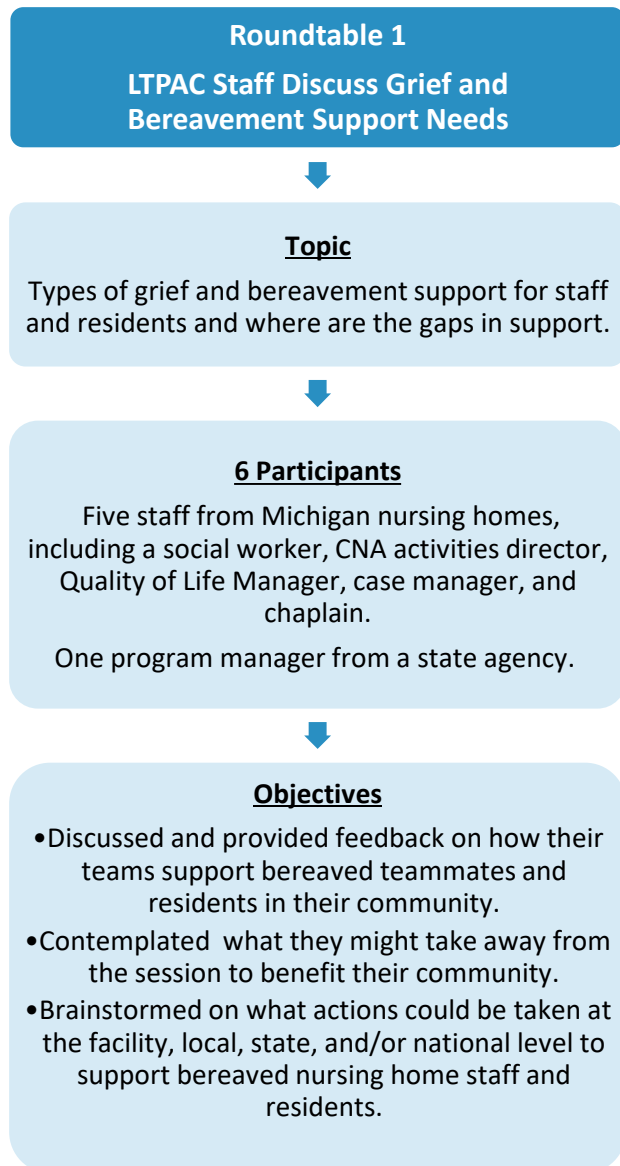 Roundtable 1
LTPAC Staff Discuss Grief and
Bereavement Support Needs
Topic
Types of grief and bereavement support for staff
and residents and where are the gaps in support.
6 Participants
Five staff from Michigan nursing homes,
including a social worker, CNA activities director,
Quality of Life Manager, case manager, and
chaplain.
One program manager from a state agency.
Objectives
•Discussed and provided feedback on how their
teams support bereaved teammates and
residents in their community.
•Contemplated what they might take away from
the session to benefit their community.
•Brainstormed on what actions could be taken at
the facility, local, state, and/or national level to
support bereaved nursing home staff and
residents.